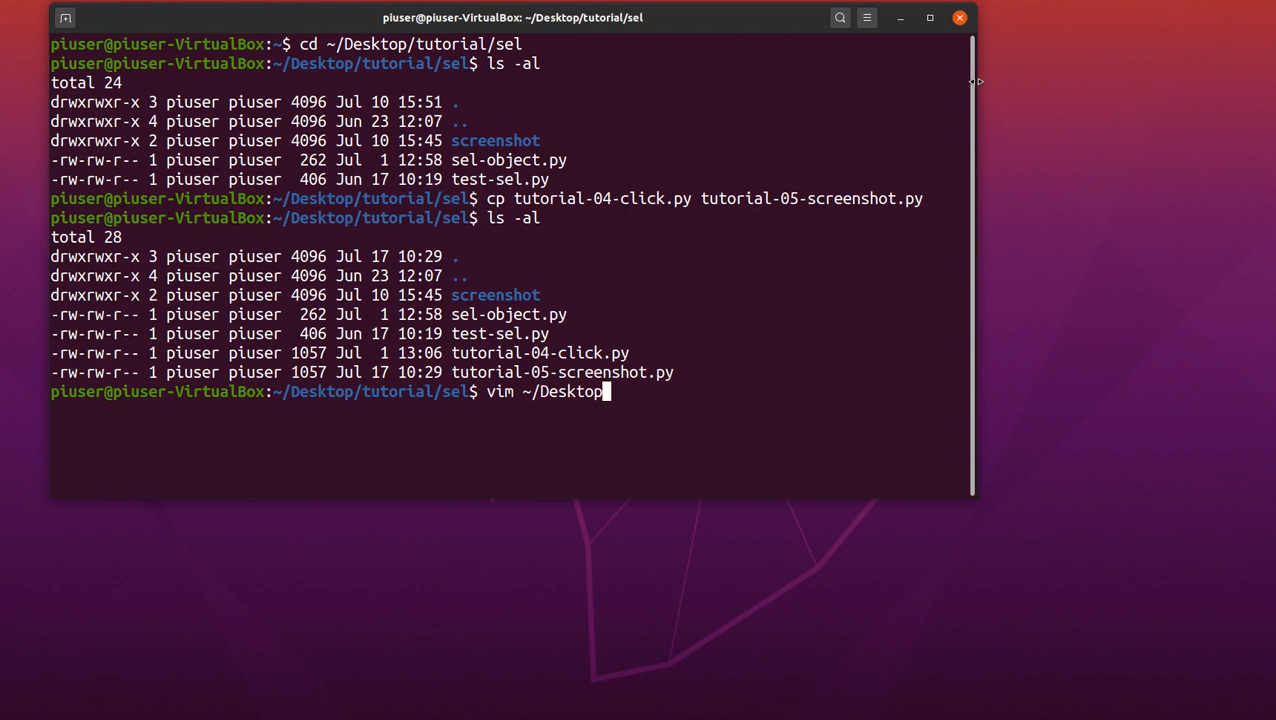 piuser@piuser-VirtualBox: ~/Desktop/tutorial/sel
piuser@piuser-VirtualBox:~$ cd ~/Desktop/tutorial/sel
piuser@piuser-VirtualBox:~/Desktop/tutorial/sel$ ls -al
total 24
drwxrwxr-x 3 piuser piuser 4096 Jul 10 15:51 .
drwxrwxr-x 4 piuser piuser 4096 Jun 23 12:07 ..
drwxrwxr-x 2 piuser piuser 4096 Jul 10 15:45 screenshot
-rw-rw-r-- 1 piuser piuser  262 Jul  1 12:58 sel-object.py
-rw-rw-r-- 1 piuser piuser  406 Jun 17 10:19 test-sel.py
piuser@piuser-VirtualBox:~/Desktop/tutorial/sel$ cp tutorial-04-click.py tutorial-05-screenshot.py
piuser@piuser-VirtualBox:~/Desktop/tutorial/sel$ ls -al
total 28
drwxrwxr-x 3 piuser piuser 4096 Jul 17 10:29 .
drwxrwxr-x 4 piuser piuser 4096 Jun 23 12:07 ..
drwxrwxr-x 2 piuser piuser 4096 Jul 10 15:45 screenshot
-rw-rw-r-- 1 piuser piuser  262 Jul  1 12:58 sel-object.py
-rw-rw-r-- 1 piuser piuser  406 Jun 17 10:19 test-sel.py
-rw-rw-r-- 1 piuser piuser 1057 Jul  1 13:06 tutorial-04-click.py
-rw-rw-r-- 1 piuser piuser 1057 Jul 17 10:29 tutorial-05-screenshot.py
piuser@piuser-VirtualBox:~/Desktop/tutorial/sel$ vim ~/Desktop